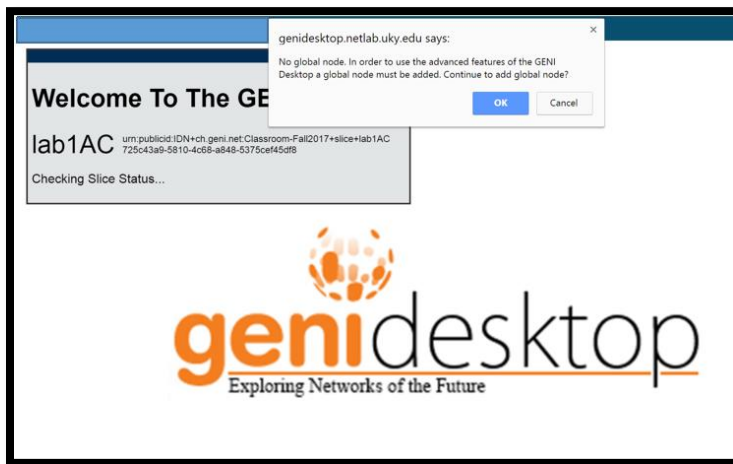 genidesktop.netlab.uky.edu says:
No global node. In order to use the advanced features of the GENI
Desktop a global node must be added. Continue to add global node?
OK Cancel
Welcome To The GE
lab1AC urn:publicid:IDN+ch.geni.net:Classroom-Fall2017+slice+lab1AC
725c43a9-5810-4c68-a848-5375cef45df8
Checking Slice Status...
genidesktop
Exploring Networks of the Future